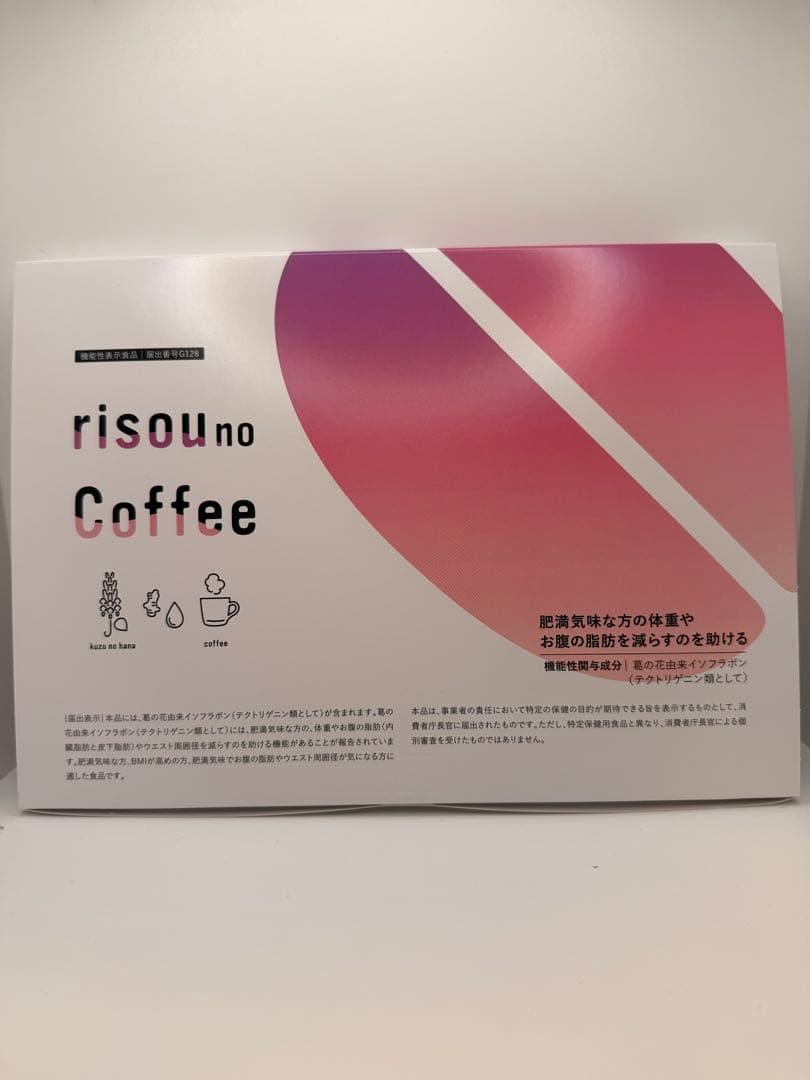 機能性表示食品｜届出番号G128
risou no
Coffee
kuzu no hana
coffee
肥満気味な方の体重や
お腹の脂肪を減らすのを助ける
機能性関与成分｜葛の花由来イソフラボン
（テクトリゲニン類として）
｜届出表示｜本品には、葛の花由来イソフラボン（テクトリゲニン類として）が含まれます。葛の
花由来イソフラボン（テクトリゲニン類として）には、肥満気味な方の、体重やお腹の脂肪（内
臓脂肪と皮下脂肪）やウエスト周囲径を減らすのを助ける機能があることが報告されていま
す。肥満気味な方、BMIが高めの方、肥満気味でお腹の脂肪やウエスト周囲径が気になる方に
適した食品です。
本品は、事業者の責任において特定の保健の目的が期待できる旨を表示するものとして、消
費者庁長官に届出されたものです。ただし、特定保健用食品と異なり、消費者庁長官による個
別審査を受けたものではありません。